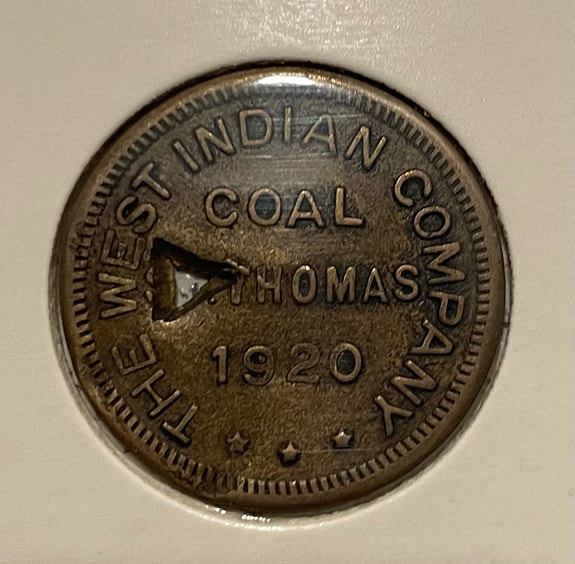 THE WEST INDIAN COMPANY
COAL
THOMAS
1920